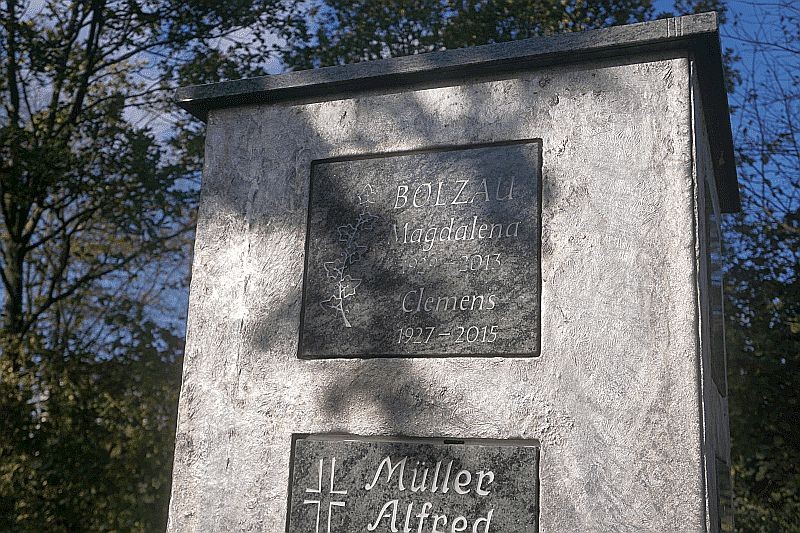 BOLZAU
Magdalena
– 2013
Clemens
1927 – 2015
Müller
Alfred